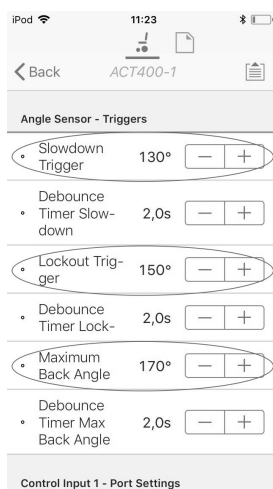 iPod 11:23
Back ACT400-1
Angle Sensor - Triggers
Slowdown
Trigger 130° − +
Debounce
Timer Slow-
down 2,0s − +
Lockout Trig-
ger 150° − +
Debounce
Timer Lock- 2,0s − +
Maximum
Back Angle 170° − +
Debounce
Timer Max
Back Angle 2,0s − +
Control Input 1 - Port Settings